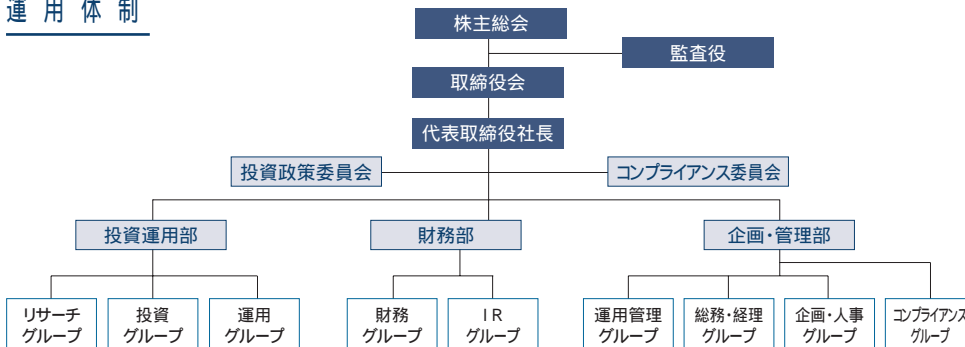 運用体制
株主総会
監査役
取締役会
代表取締役社長
投資政策委員会
コンプライアンス委員会
投資運用部
財務部
企画・管理部
リサーチ
グループ
投資
グループ
運用
グループ
財務
グループ
IR
グループ
運用管理
グループ
総務・経理
グループ
企画・人事
グループ
コンプライアンス
グループ